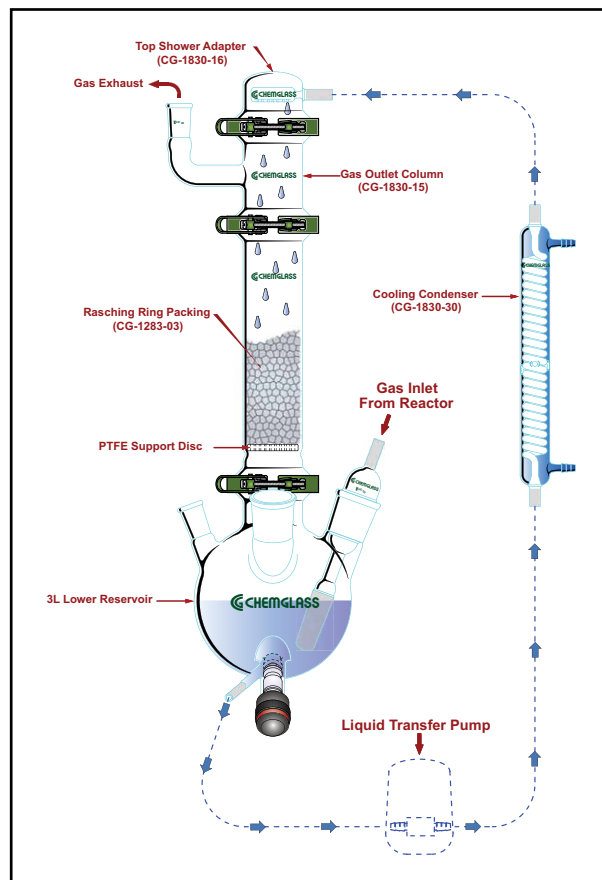 Top Shower Adapter
(CG-1830-16)
Gas Exhaust
CHEMGLASS
Gas Outlet Column
(CG-1830-15)
CHEMGLASS
CHEMGLASS
CHEMGLASS
Cooling Condenser
(CG-1830-30)
Rasching Ring Packing
(CG-1283-03)
Gas Inlet
From Reactor
PTFE Support Disc
CHEMGLASS
3L Lower Reservoir
CHEMGLASS
Liquid Transfer Pump